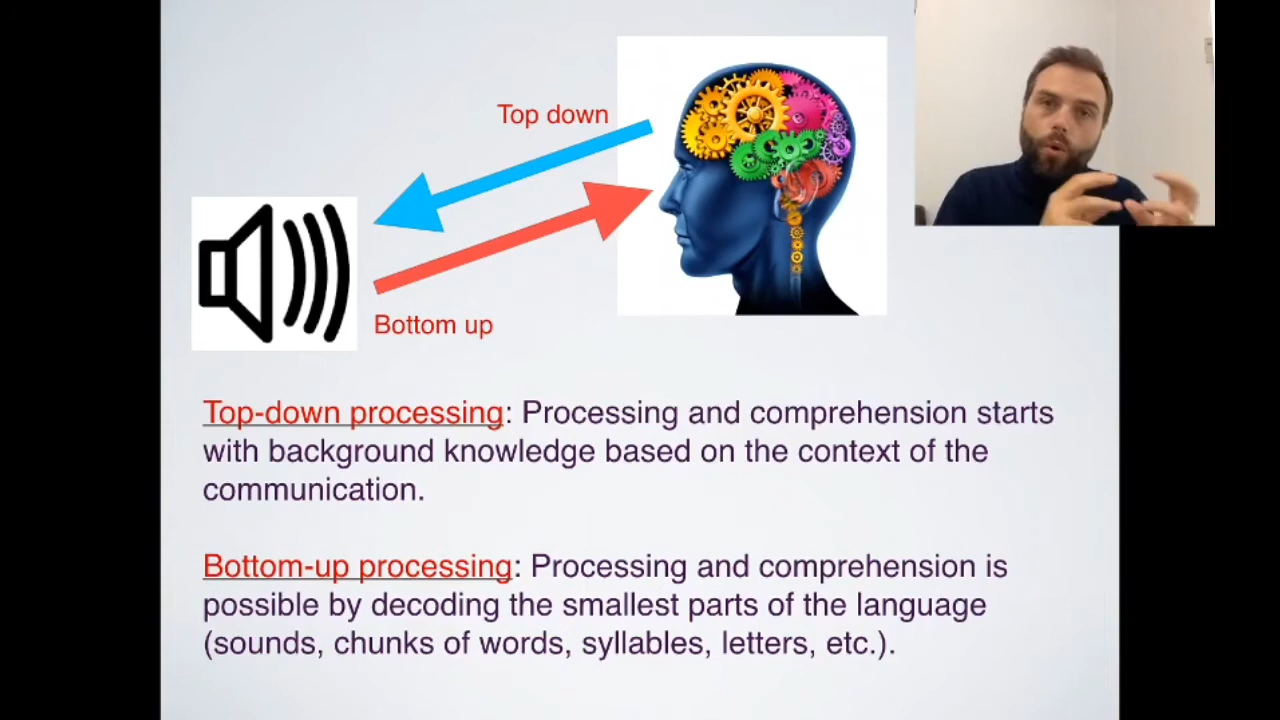 Top down
Bottom up
Top-down processing: Processing and comprehension starts
with background knowledge based on the context of the
communication.
Bottom-up processing: Processing and comprehension is
possible by decoding the smallest parts of the language
(sounds, chunks of words, syllables, letters, etc.).